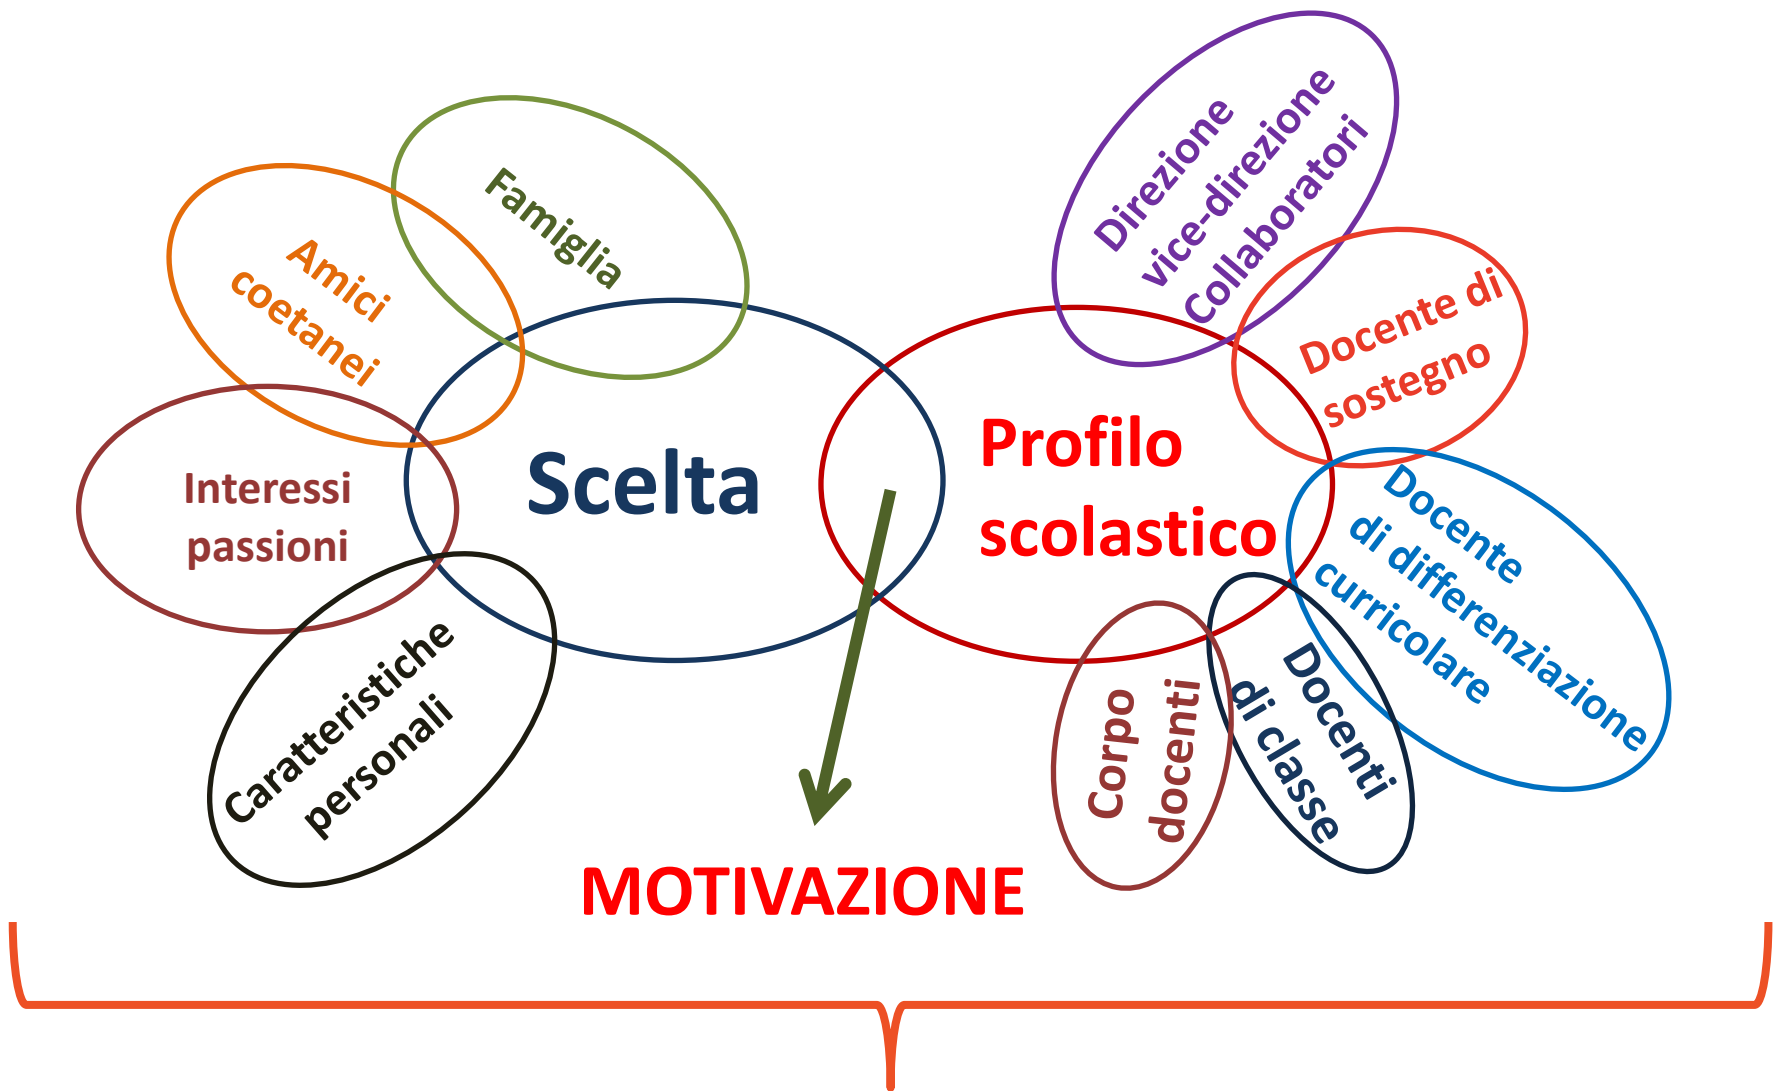 Famiglia
Amici
coetanei
Interessi
passioni
Caratteristiche
personali
Scelta
Profilo
scolastico
Direzione
vice-direzione
Collaboratori
Docente di
sostegno
Docente
di differenziazione
curricolare
Docenti
di classe
Corpo
docenti
MOTIVAZIONE